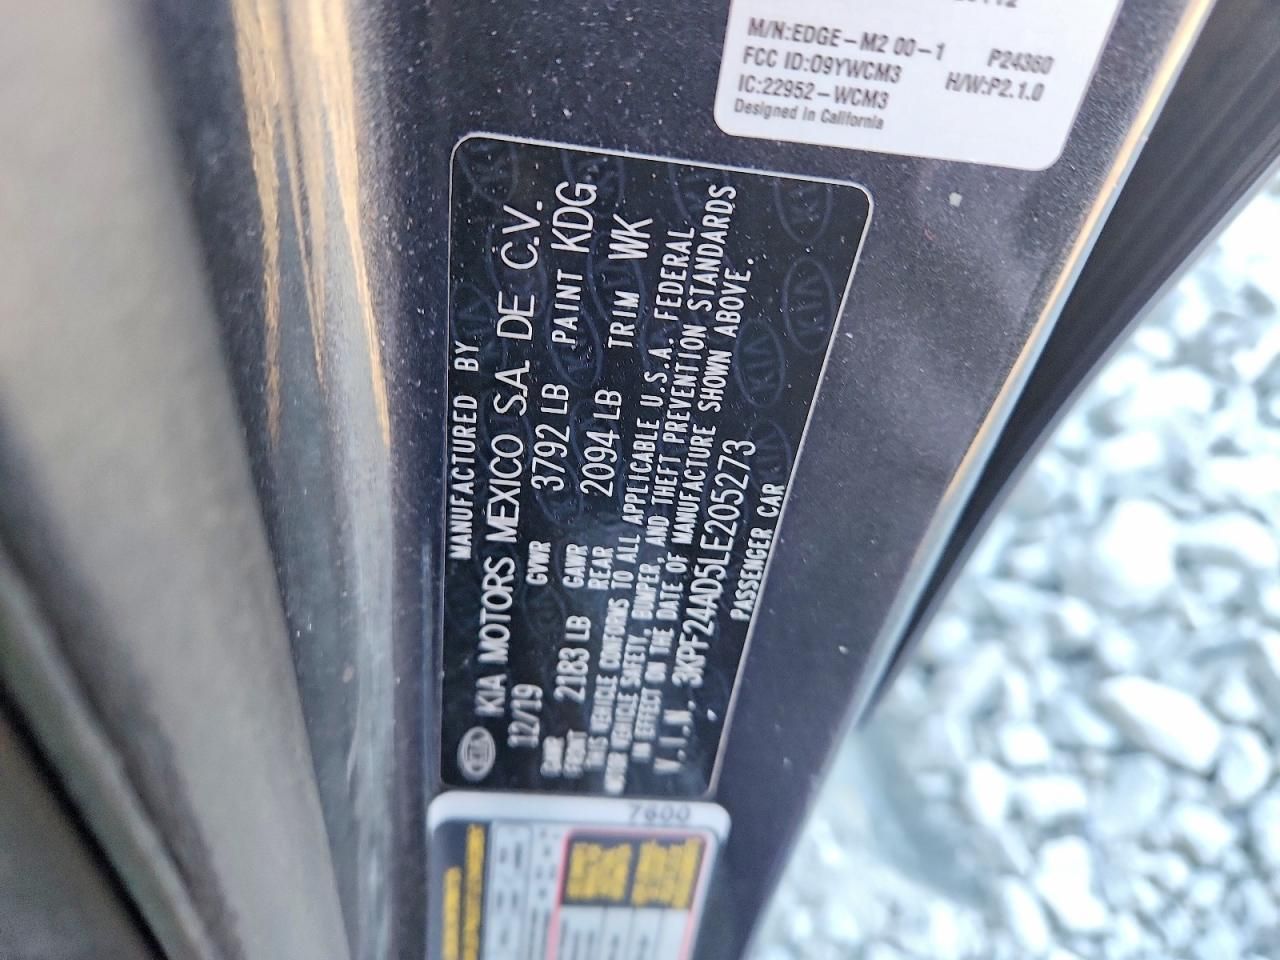 M/N:EDGE-M2 00-1 P24360
FCC ID:O9YWCM3 H/W:P2.1.0
IC:22952-WCM3
Designed in California
MANUFACTURED BY
KIA KIA MOTORS MEXICO S.A. DE C.V.
12/19 GVWR 3792 LB PAINT KDG
GAWR FRONT 2183 LB GAWR REAR 2094 LB TRIM WK
THIS VEHICLE CONFORMS TO ALL APPLICABLE U.S.A. FEDERAL
MOTOR VEHICLE SAFETY, BUMPER, AND THEFT PREVENTION STANDARDS
IN EFFECT ON THE DATE OF MANUFACTURE SHOWN ABOVE.
V.I.N. 3KPF24AD5LE205273
PASSENGER CAR
7600